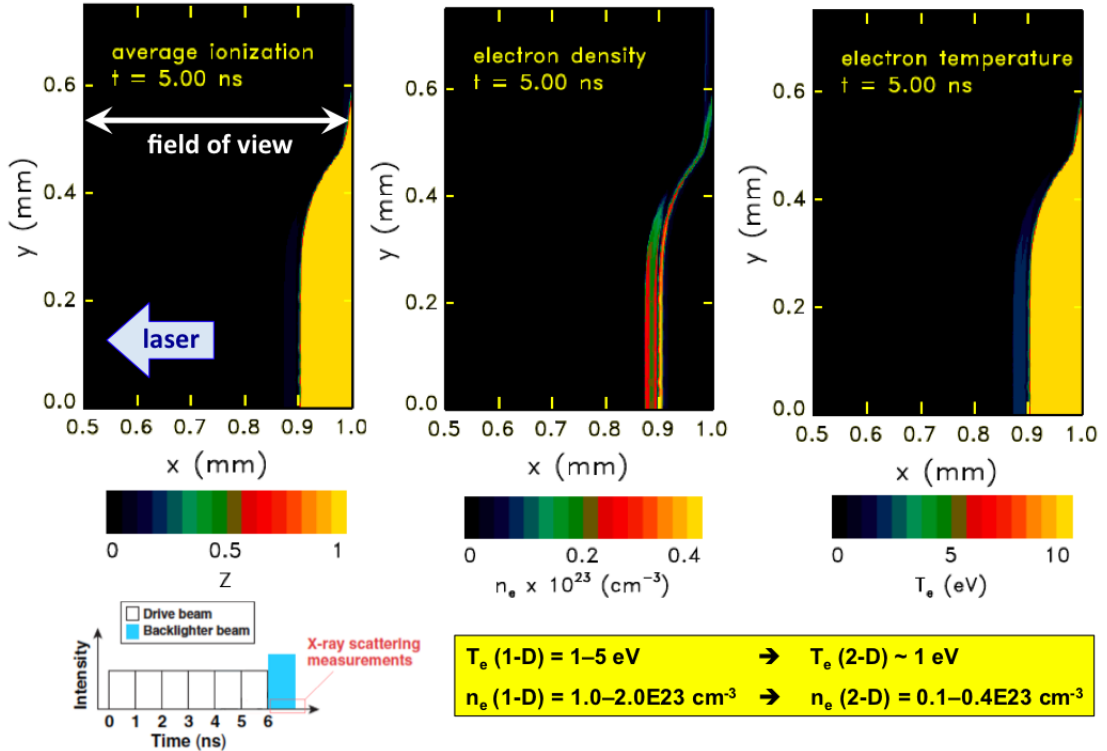 average ionization
t = 5.00 ns
field of view
laser
y (mm)
0.6
0.4
0.2
0.0
0.5 0.6 0.7 0.8 0.9 1.0
x (mm)
0 0.5 1
Z
electron density
t = 5.00 ns
y (mm)
0.6
0.4
0.2
0.0
0.5 0.6 0.7 0.8 0.9 1.0
x (mm)
0 0.2 0.4
nₑ x 10²³ (cm⁻³)
electron temperature
t = 5.00 ns
y (mm)
0.6
0.4
0.2
0.0
0.5 0.6 0.7 0.8 0.9 1.0
x (mm)
0 5 10
Tₑ (eV)
Drive beam
Backlighter beam
X-ray scattering
measurements
Intensity
0 1 2 3 4 5 6
Time (ns)
Tₑ (1-D) = 1–5 eV ➔ Tₑ (2-D) ~ 1 eV
nₑ (1-D) = 1.0–2.0E23 cm⁻³ ➔ nₑ (2-D) = 0.1–0.4E23 cm⁻³